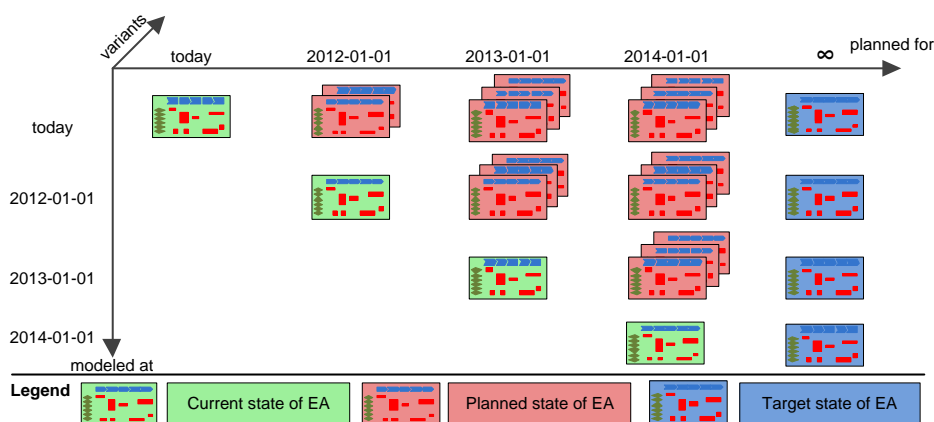 variants
today
2012-01-01
2013-01-01
2014-01-01
∞
planned for
today
2012-01-01
2013-01-01
2014-01-01
modeled at
Legend
Current state of EA
Planned state of EA
Target state of EA